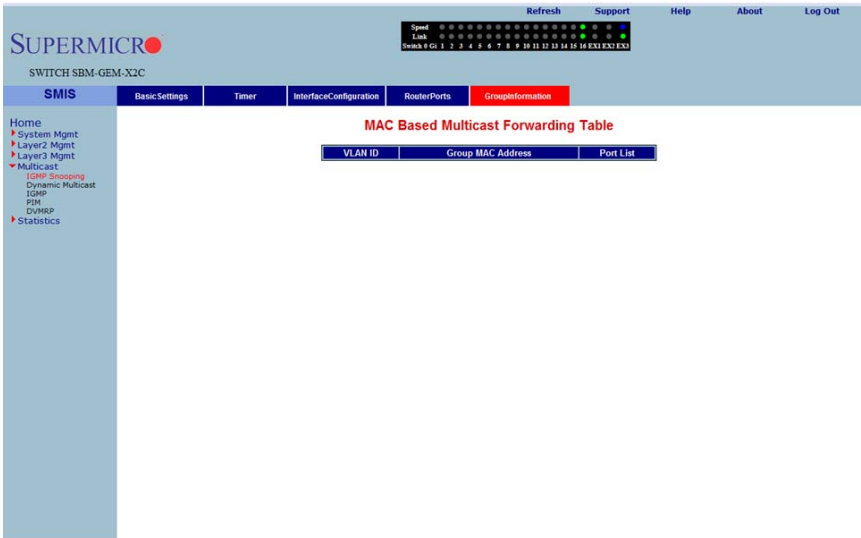 Refresh Support Help About Log Out
SUPERMICRO
SWITCH SBM-GEM-X2C
Speed
Link
Switch 0 Gi 1 2 3 4 5 6 7 8 9 10 11 12 13 14 15 16 EX1 EX2 EX3
SMIS
BasicSettings Timer InterfaceConfiguration RouterPorts GroupInformation
Home
System Mgmt
Layer2 Mgmt
Layer3 Mgmt
Multicast
IGMP Snooping
Dynamic Multicast
IGMP
PIM
DVMRP
Statistics
MAC Based Multicast Forwarding Table
VLAN ID Group MAC Address Port List